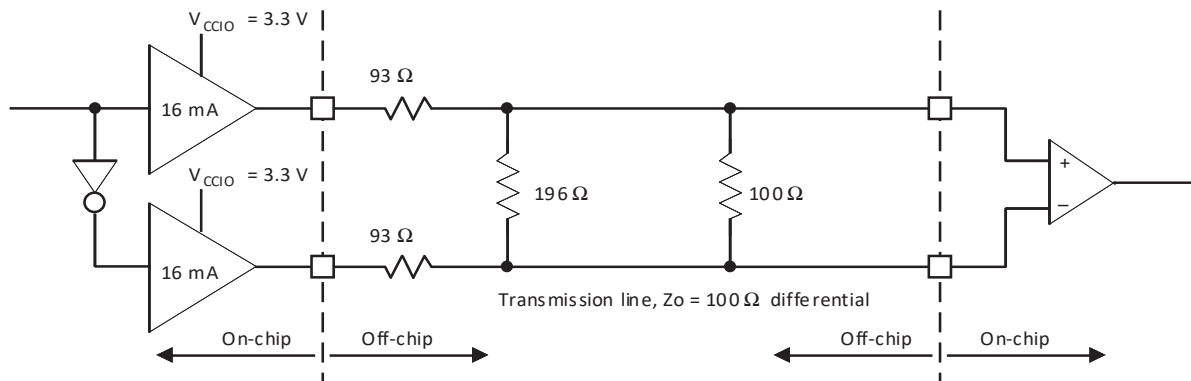 V_CCIO = 3.3 V
93 Ω
16 mA
+
V_CCIO = 3.3 V
196 Ω
100 Ω
–
93 Ω
16 mA
Transmission line, Zo = 100 Ω differential
On-chip
Off-chip
Off-chip
On-chip